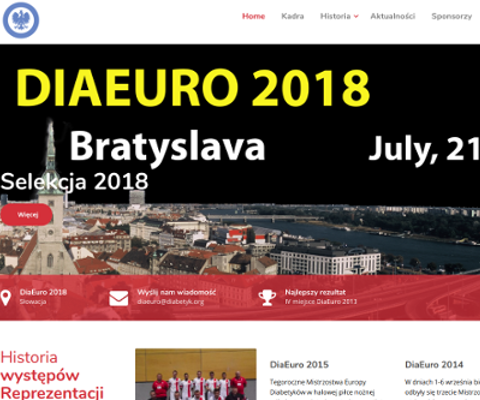 Home Kadra Historia Aktualności Sponsorzy
DIAEURO 2018
Bratyslava July, 21
Selekcja 2018
Więcej
DiaEuro 2018
Słowacja
Wyślij nam wiadomość
diaeuro@diabetyk.org
Najlepszy rezultat
IV miejsce DiaEuro 2013
Historia
występów
Reprezentacji
DiaEuro 2015
Tegoroczne Mistrzostwa Europy
Diabetyków w halowej piłce nożnej
DiaEuro 2014
W dniach 1-6 września bi
odbyły się trzecie Mistrzo